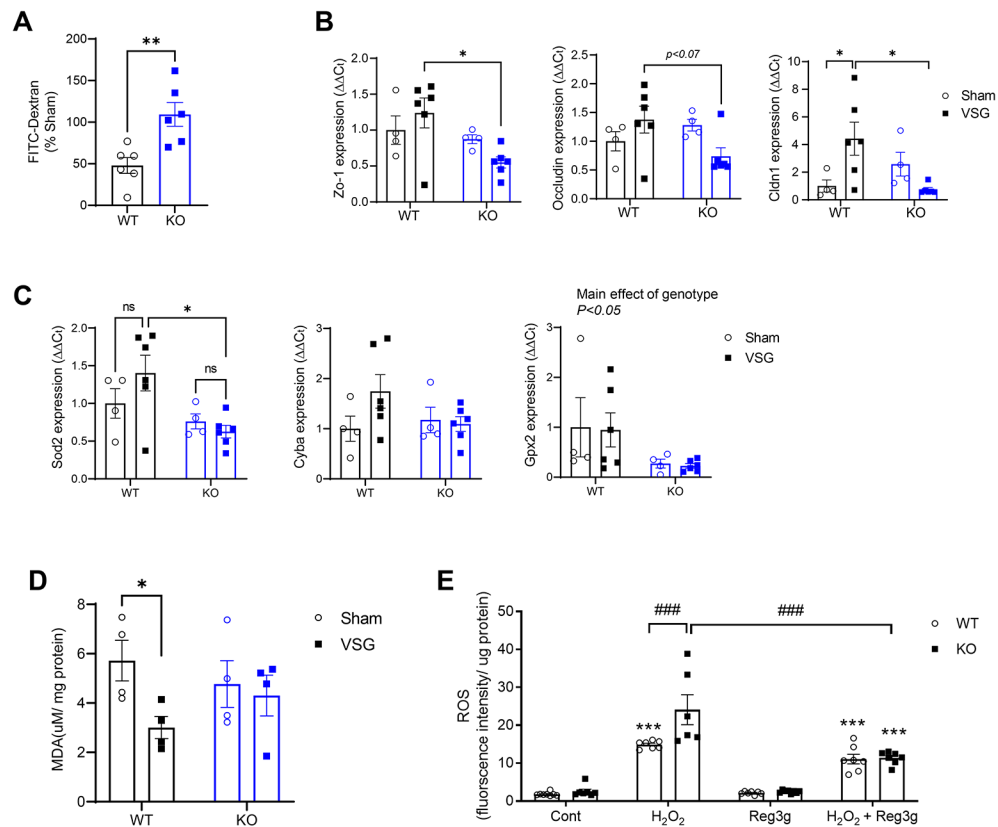 A
FITC-Dextran
(% Sham)
200
150
100
50
0
**
WT
KO
B
Zo-1 expression (ΔΔCt)
2.0
1.5
1.0
0.5
0.0
*
WT
KO
Occludin expression (ΔΔCt)
2.5
2.0
1.5
1.0
0.5
0.0
p<0.07
WT
KO
Cldn1 expression (ΔΔCt)
10
8
6
4
2
0
*
*
WT
KO
Sham
VSG
C
Sod2 expression (ΔΔCt)
2.0
1.5
1.0
0.5
0.0
ns
*
ns
WT
KO
Cyba expression (ΔΔCt)
3
2
1
0
WT
KO
Main effect of genotype
P<0.05
Gpx2 expression (ΔΔCt)
3
2
1
0
WT
KO
Sham
VSG
D
MDA(uM/ mg protein)
8
6
4
2
0
*
WT
KO
Sham
VSG
E
ROS
(fluorscence intensity/ ug protein)
50
40
30
20
10
0
###
###
***
***
***
Cont
H₂O₂
Reg3g
H₂O₂ + Reg3g
WT
KO